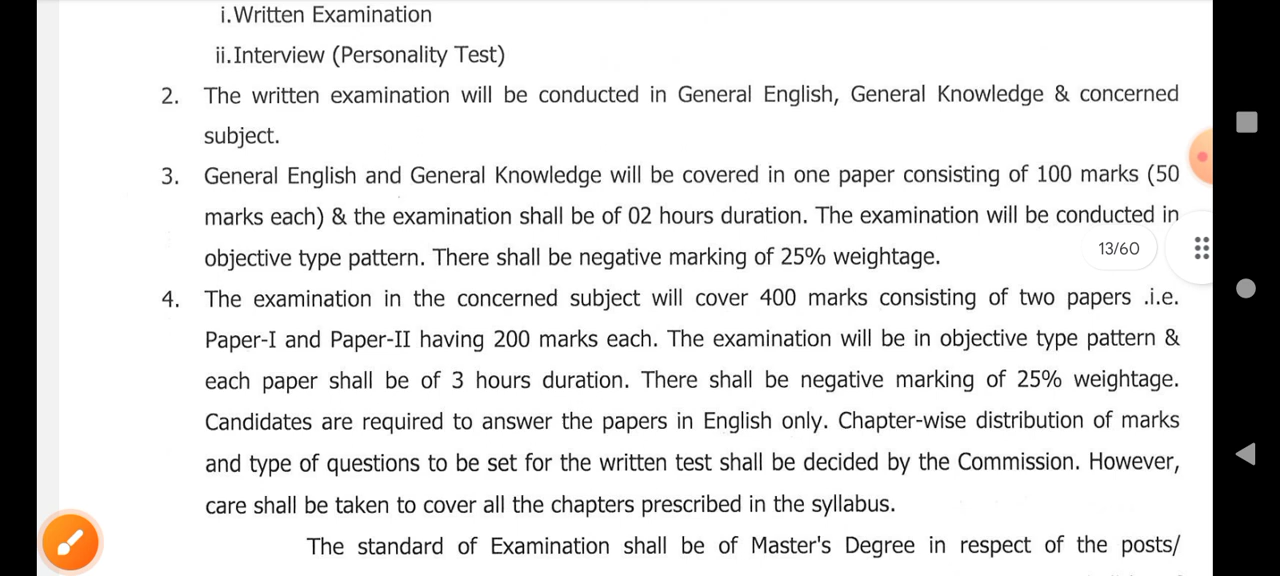 i. Written Examination
ii. Interview (Personality Test)
2. The written examination will be conducted in General English, General Knowledge & concerned
subject.
3. General English and General Knowledge will be covered in one paper consisting of 100 marks (50
marks each) & the examination shall be of 02 hours duration. The examination will be conducted in
13/60
objective type pattern. There shall be negative marking of 25% weightage.
4. The examination in the concerned subject will cover 400 marks consisting of two papers .i.e.
Paper-I and Paper-II having 200 marks each. The examination will be in objective type pattern &
each paper shall be of 3 hours duration. There shall be negative marking of 25% weightage.
Candidates are required to answer the papers in English only. Chapter-wise distribution of marks
and type of questions to be set for the written test shall be decided by the Commission. However,
care shall be taken to cover all the chapters prescribed in the syllabus.
The standard of Examination shall be of Master's Degree in respect of the posts/